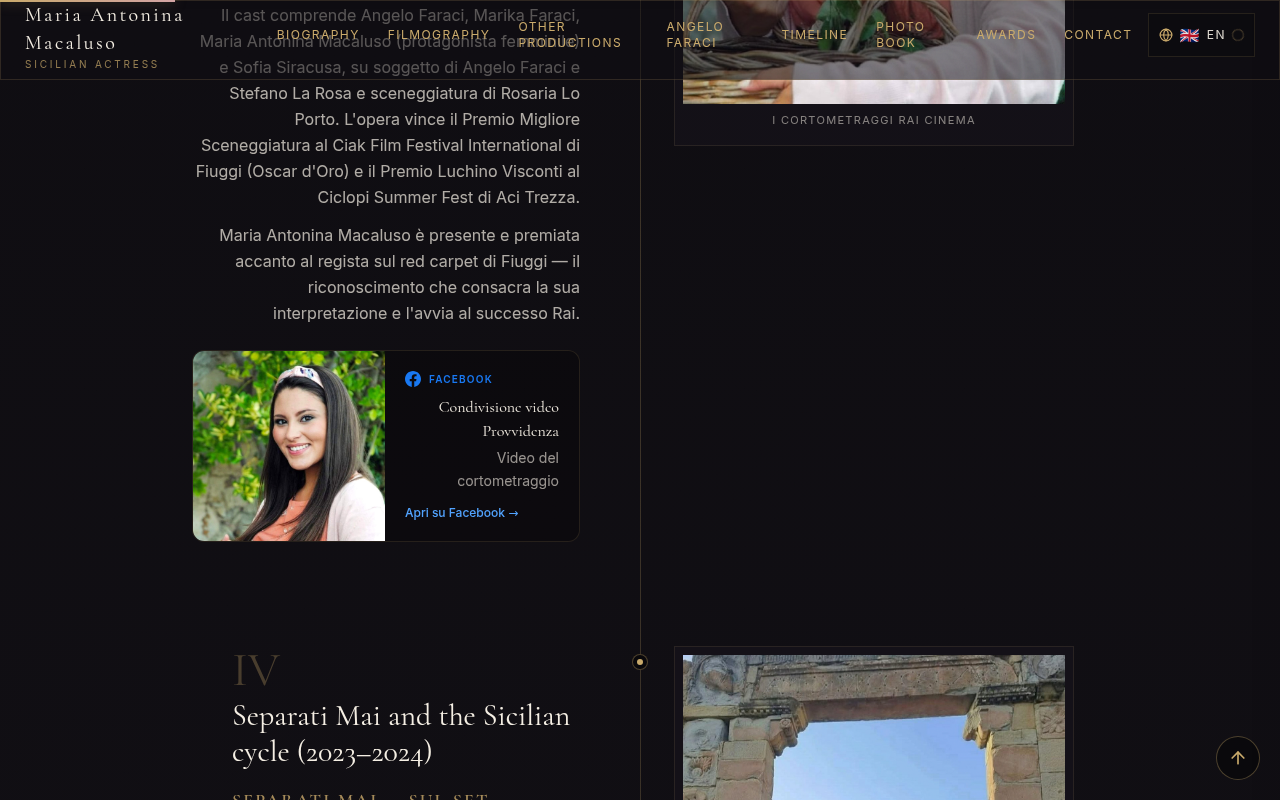 Maria Antonina
Macaluso
SICILIAN ACTRESS
BIOGRAPHY
FILMOGRAPHY
OTHER
PRODUCTIONS
ANGELO
FARACI
TIMELINE
PHOTO
BOOK
AWARDS
CONTACT
EN
Il cast comprende Angelo Faraci, Marika Faraci,
Maria Antonina Macaluso (protagonista femminile)
e Sofia Siracusa, su soggetto di Angelo Faraci e
Stefano La Rosa e sceneggiatura di Rosaria Lo
Porto. L'opera vince il Premio Migliore
Sceneggiatura al Ciak Film Festival International di
Fiuggi (Oscar d'Oro) e il Premio Luchino Visconti al
Ciclopi Summer Fest di Aci Trezza.
Maria Antonina Macaluso è presente e premiata
accanto al regista sul red carpet di Fiuggi — il
riconoscimento che consacra la sua
interpretazione e l'avvia al successo Rai.
FACEBOOK
Condivisione video
Provvidenza
Video del
cortometraggio
Apri su Facebook →
I CORTOMETRAGGI RAI CINEMA
IV
Separati Mai and the Sicilian
cycle (2023–2024)